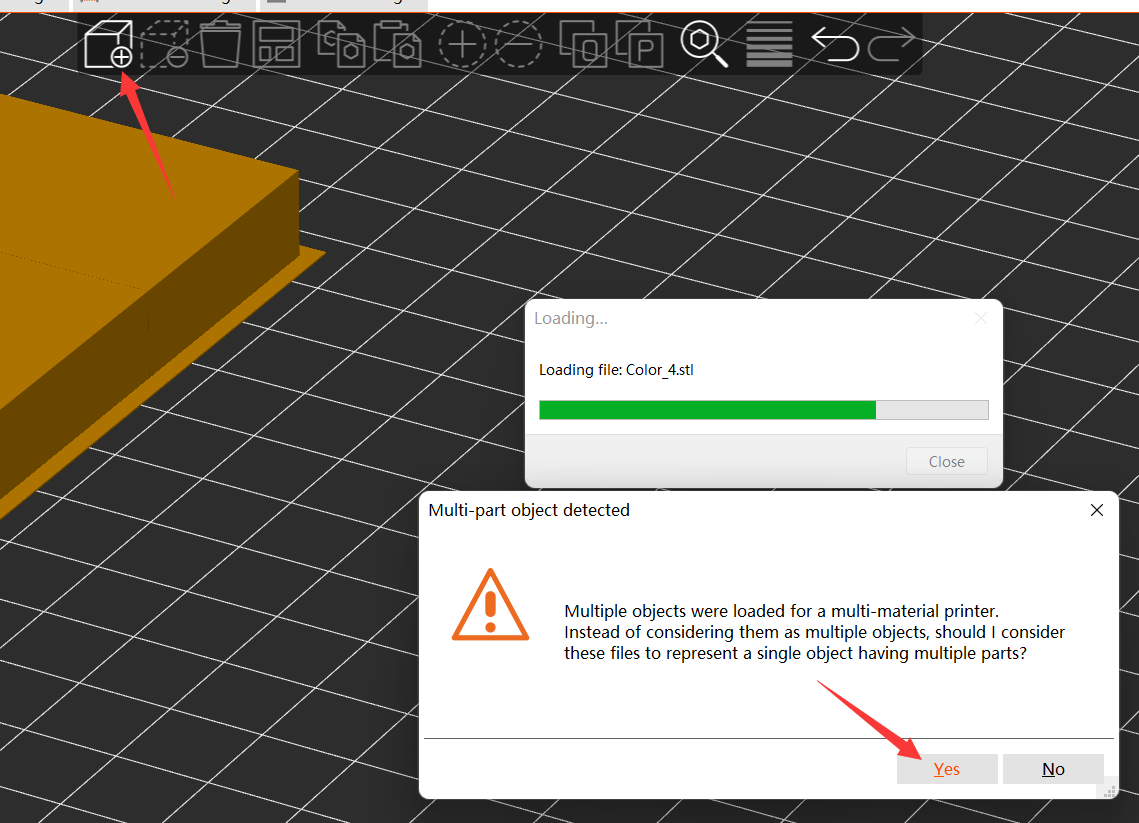 Loading...
Loading file: Color_4.stl
Close
Multi-part object detected
Multiple objects were loaded for a multi-material printer.
Instead of considering them as multiple objects, should I consider
these files to represent a single object having multiple parts?
Yes
No